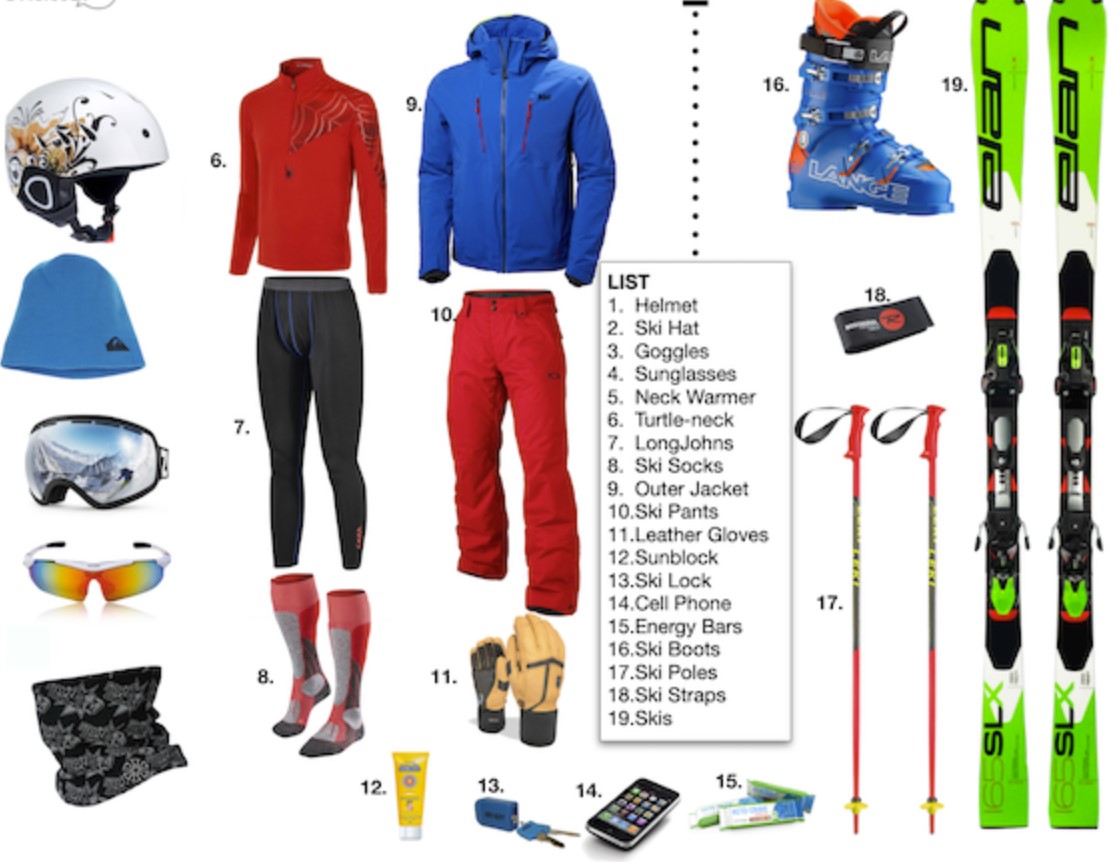 6.
9.
16.
LANGE
19.
elan
elan
LIST
1. Helmet
2. Ski Hat
3. Goggles
4. Sunglasses
5. Neck Warmer
6. Turtle-neck
7. LongJohns
8. Ski Socks
9. Outer Jacket
10.Ski Pants
11.Leather Gloves
12.Sunblock
13.Ski Lock
14.Cell Phone
15.Energy Bars
16.Ski Boots
17.Ski Poles
18.Ski Straps
19.Skis
10.
18.
7.
17.
8.
11.
65SLX
65SLX
12.
13.
14.
15.